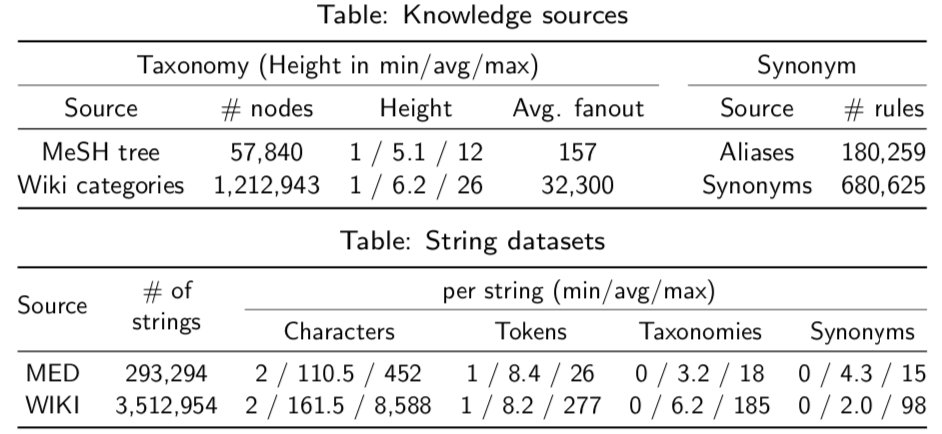 Table: Knowledge sources
Taxonomy (Height in min/avg/max) Synonym
Source # nodes Height Avg. fanout Source # rules
MeSH tree 57,840 1 / 5.1 / 12 157 Aliases 180,259
Wiki categories 1,212,943 1 / 6.2 / 26 32,300 Synonyms 680,625
Table: String datasets
Source # of strings per string (min/avg/max)
Characters Tokens Taxonomies Synonyms
MED 293,294 2 / 110.5 / 452 1 / 8.4 / 26 0 / 3.2 / 18 0 / 4.3 / 15
WIKI 3,512,954 2 / 161.5 / 8,588 1 / 8.2 / 277 0 / 6.2 / 185 0 / 2.0 / 98